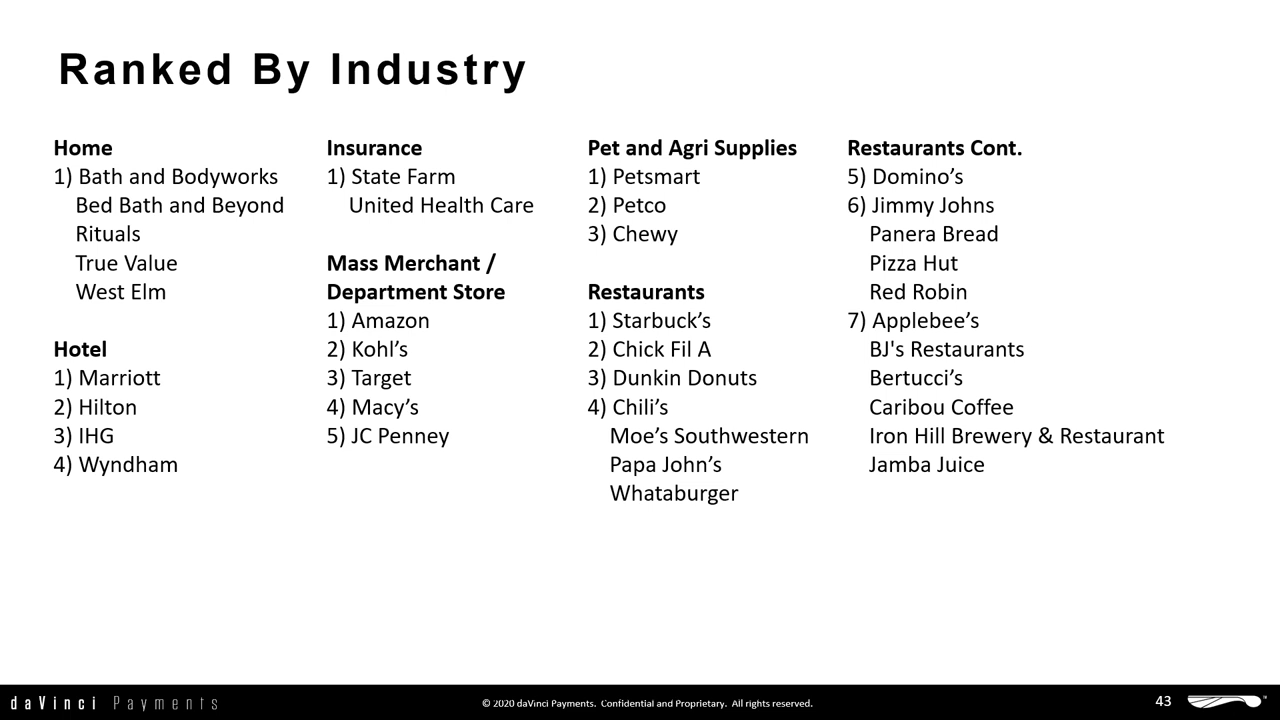 Ranked By Industry
Home
1) Bath and Bodyworks
Bed Bath and Beyond
Rituals
True Value
West Elm
Hotel
1) Marriott
2) Hilton
3) IHG
4) Wyndham
Insurance
1) State Farm
United Health Care
Mass Merchant /
Department Store
1) Amazon
2) Kohl’s
3) Target
4) Macy’s
5) JC Penney
Pet and Agri Supplies
1) Petsmart
2) Petco
3) Chewy
Restaurants
1) Starbuck’s
2) Chick Fil A
3) Dunkin Donuts
4) Chili’s
Moe’s Southwestern
Papa John’s
Whataburger
Restaurants Cont.
5) Domino’s
6) Jimmy Johns
Panera Bread
Pizza Hut
Red Robin
7) Applebee’s
BJ's Restaurants
Bertucci’s
Caribou Coffee
Iron Hill Brewery & Restaurant
Jamba Juice
daVinci Payments
© 2020 daVinci Payments. Confidential and Proprietary. All rights reserved.
43